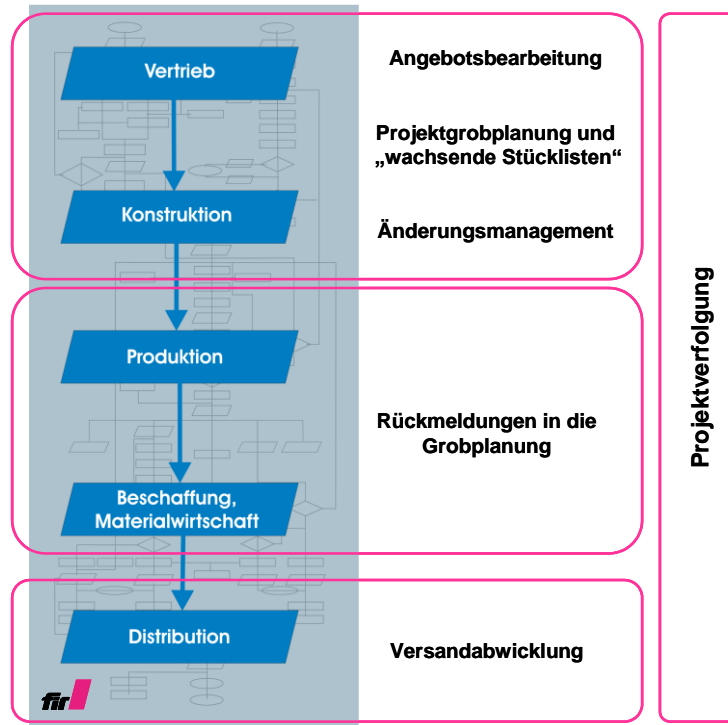 Vertrieb
Angebotsbearbeitung
Projektgrobplanung und
„wachsende Stücklisten“
Konstruktion
Änderungsmanagement
Produktion
Rückmeldungen in die
Grobplanung
Beschaffung,
Materialwirtschaft
Distribution
Versandabwicklung
Projektverfolgung
fir